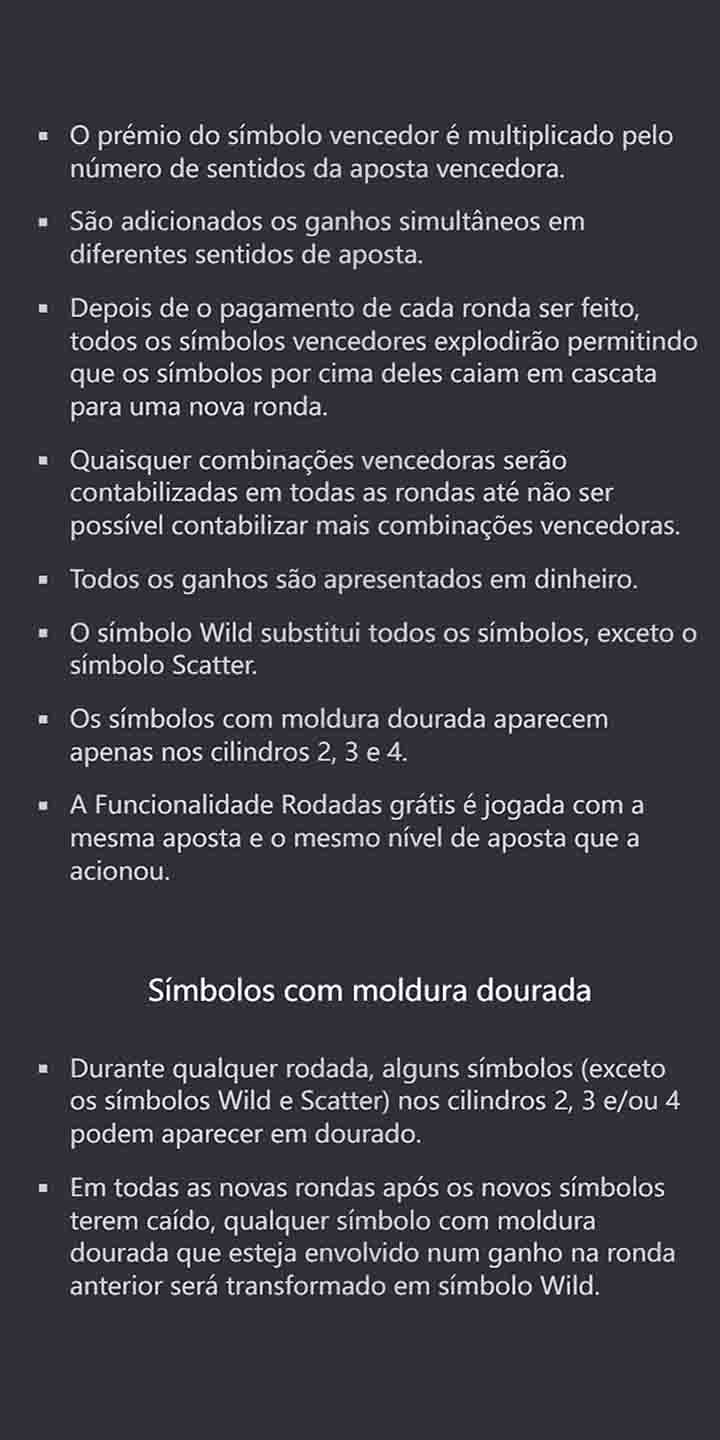 ▪ O prémio do símbolo vencedor é multiplicado pelo
número de sentidos da aposta vencedora.
▪ São adicionados os ganhos simultâneos em
diferentes sentidos de aposta.
▪ Depois de o pagamento de cada ronda ser feito,
todos os símbolos vencedores explodirão permitindo
que os símbolos por cima deles caiam em cascata
para uma nova ronda.
▪ Quaisquer combinações vencedoras serão
contabilizadas em todas as rondas até não ser
possível contabilizar mais combinações vencedoras.
▪ Todos os ganhos são apresentados em dinheiro.
▪ O símbolo Wild substitui todos os símbolos, exceto o
símbolo Scatter.
▪ Os símbolos com moldura dourada aparecem
apenas nos cilindros 2, 3 e 4.
▪ A Funcionalidade Rodadas grátis é jogada com a
mesma aposta e o mesmo nível de aposta que a
acionou.
Símbolos com moldura dourada
▪ Durante qualquer rodada, alguns símbolos (exceto
os símbolos Wild e Scatter) nos cilindros 2, 3 e/ou 4
podem aparecer em dourado.
▪ Em todas as novas rondas após os novos símbolos
terem caído, qualquer símbolo com moldura
dourada que esteja envolvido num ganho na ronda
anterior será transformado em símbolo Wild.